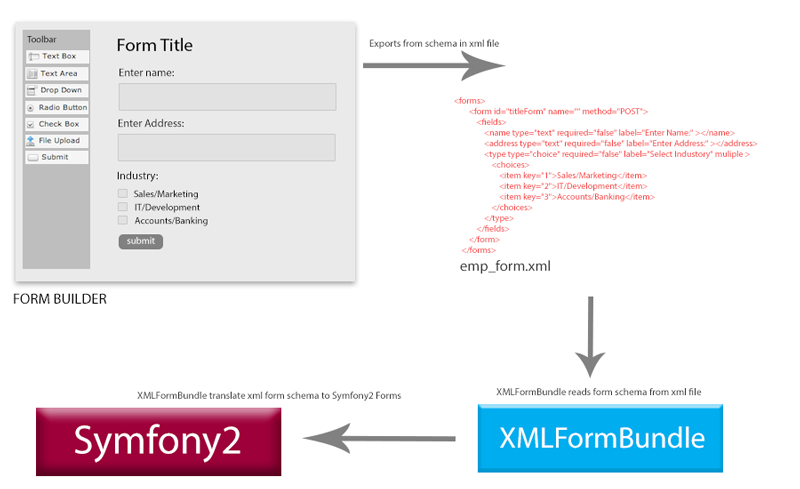 Toolbar
Text Box
Text Area
Drop Down
Radio Button
Check Box
File Upload
Submit
Form Title
Enter name:
Enter Address:
Industry:
Sales/Marketing
IT/Development
Accounts/Banking
submit
FORM BUILDER
Exports from schema in xml file
<forms>
<form id="titleForm" name="" method="POST">
<fields>
<name type="text" required="false" label="Enter Name:" ></name>
<address type="text" required="false" label="Enter Address:" ></address>
<type type="choice" required="false" label="Select Industory" muliple >
<choices>
<item key="1">Sales/Marketing</item>
<item key="2">IT/Development</item>
<item key="3">Accounts/Banking</item>
</choices>
</type>
</fields>
</form>
</forms>
emp_form.xml
XMLFormBundle reads form schema from xml file
XMLFormBundle
XMLFormBundle translate xml form schema to Symfony2 Forms
Symfony2